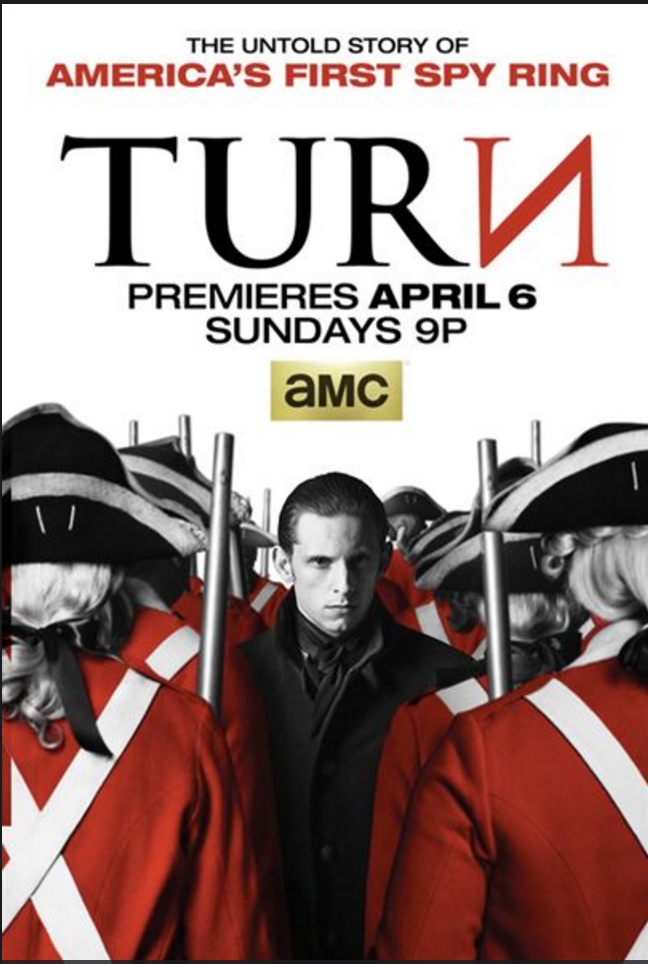 THE UNTOLD STORY OF
AMERICA'S FIRST SPY RING
TURN
PREMIERES APRIL 6
SUNDAYS 9P
aMC